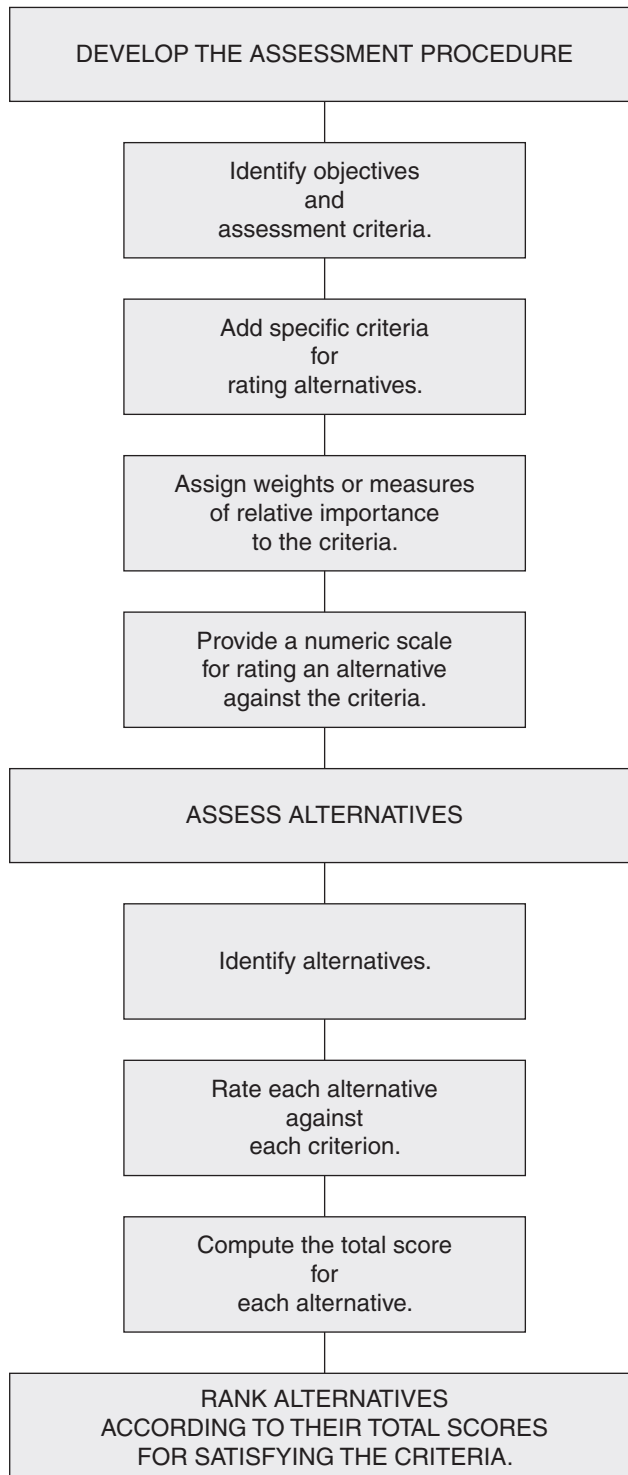 DEVELOP THE ASSESSMENT PROCEDURE
Identify objectives
and
assessment criteria.
Add specific criteria
for
rating alternatives.
Assign weights or measures
of relative importance
to the criteria.
Provide a numeric scale
for rating an alternative
against the criteria.
ASSESS ALTERNATIVES
Identify alternatives.
Rate each alternative
against
each criterion.
Compute the total score
for
each alternative.
RANK ALTERNATIVES
ACCORDING TO THEIR TOTAL SCORES
FOR SATISFYING THE CRITERIA.